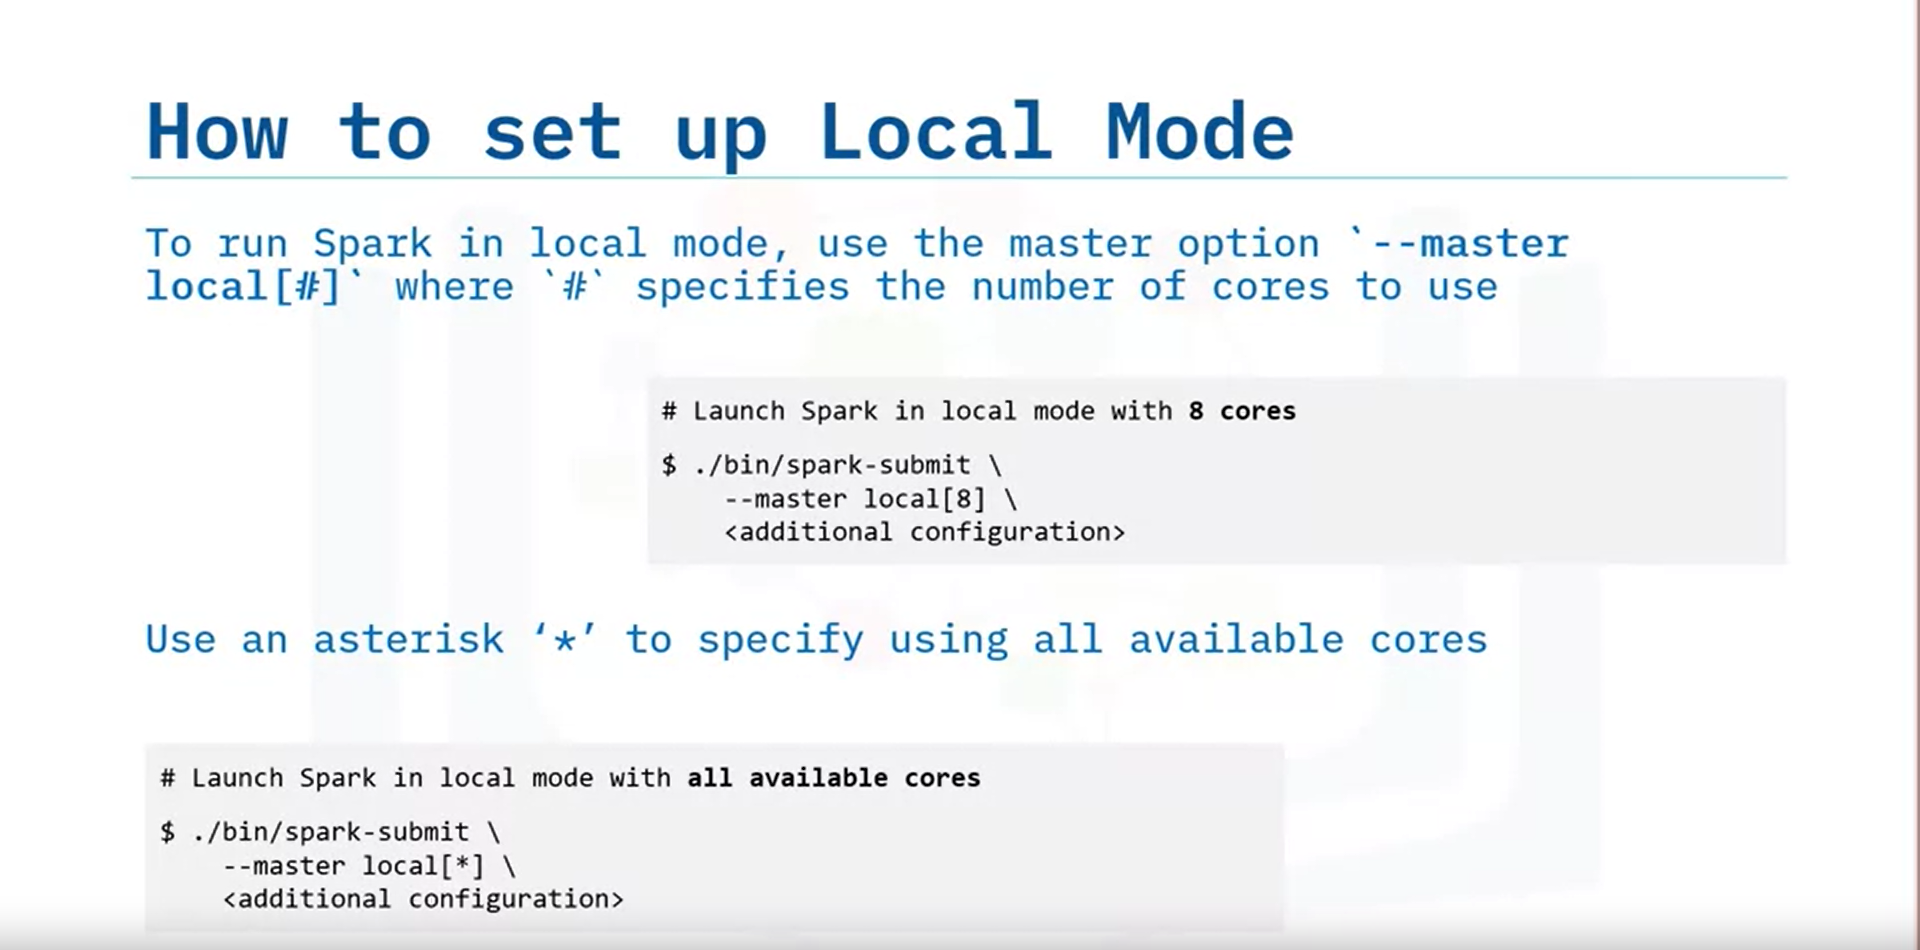 How to set up Local Mode
To run Spark in local mode, use the master option `--master
local[#]` where `#` specifies the number of cores to use
# Launch Spark in local mode with 8 cores
$ ./bin/spark-submit \
--master local[8] \
<additional configuration>
Use an asterisk ‘*’ to specify using all available cores
# Launch Spark in local mode with all available cores
$ ./bin/spark-submit \
--master local[*] \
<additional configuration>